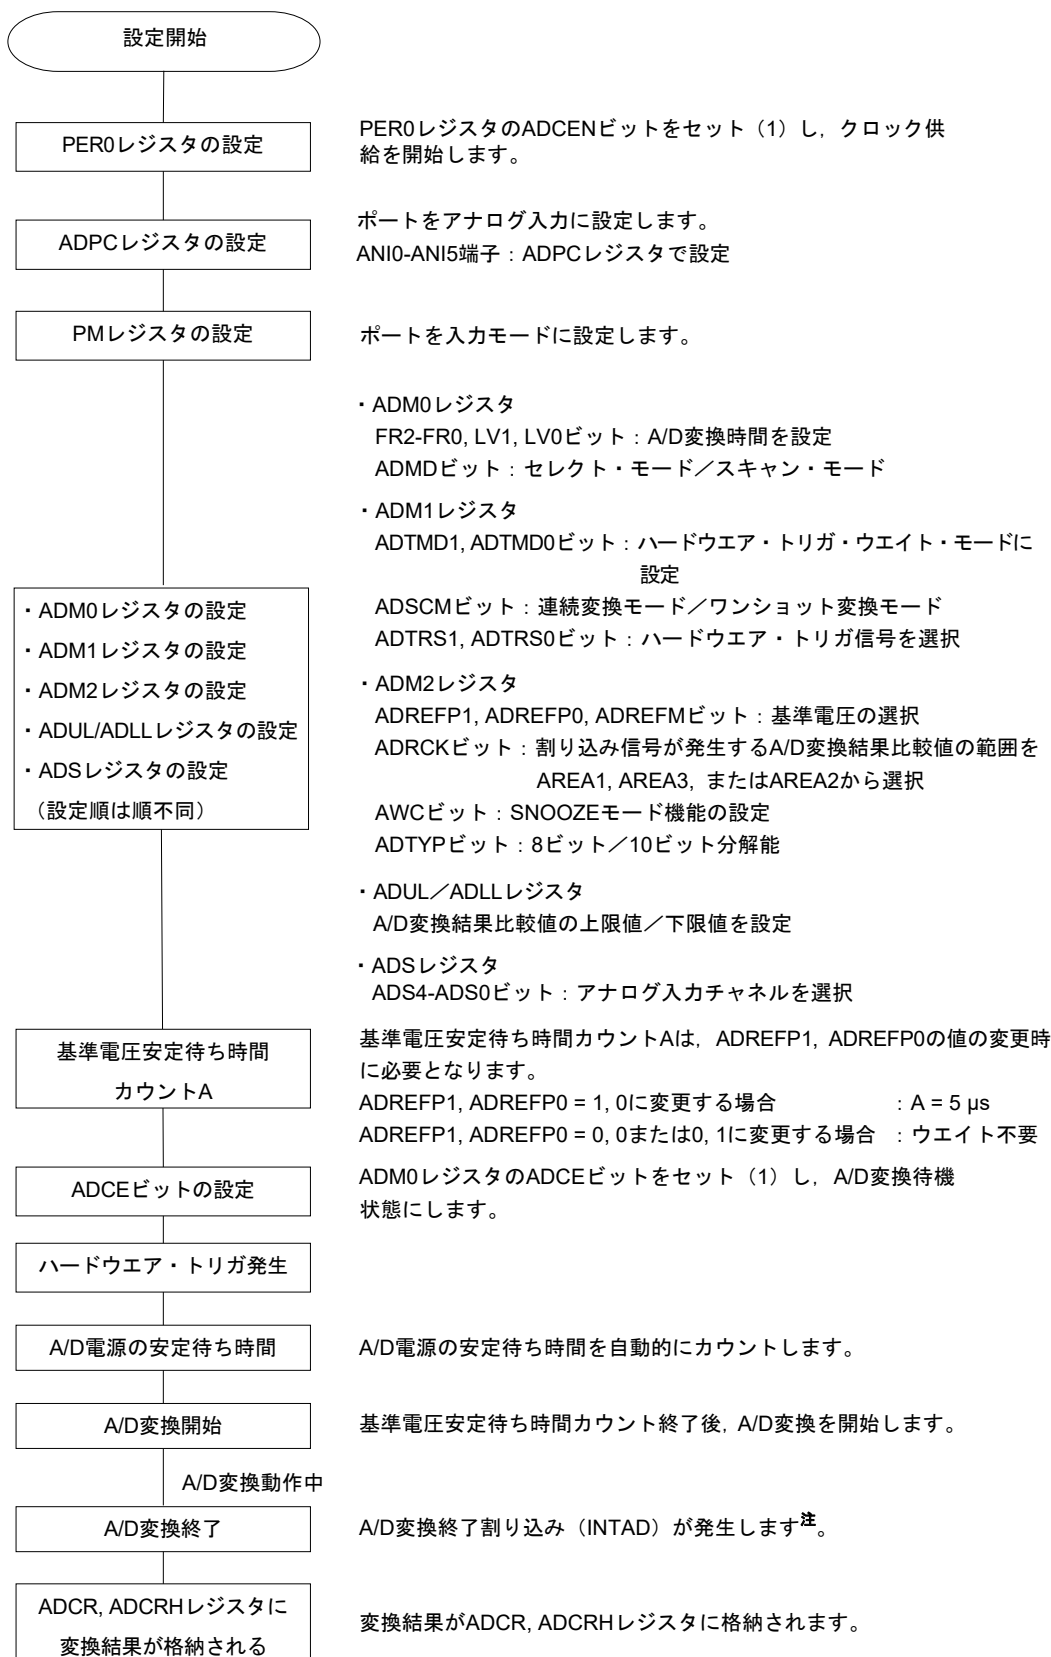 設定開始
PER0レジスタの設定
PER0レジスタのADCENビットをセット（1）し，クロック供
給を開始します。
ADPCレジスタの設定
ポートをアナログ入力に設定します。
ANI0-ANI5端子：ADPCレジスタで設定
PMレジスタの設定
ポートを入力モードに設定します。
・ADM0レジスタの設定
・ADM1レジスタの設定
・ADM2レジスタの設定
・ADUL/ADLLレジスタの設定
・ADSレジスタの設定
（設定順は順不同）
・ADM0レジスタ
FR2-FR0, LV1, LV0ビット：A/D変換時間を設定
ADMDビット：セレクト・モード／スキャン・モード
・ADM1レジスタ
ADTMD1, ADTMD0ビット：ハードウエア・トリガ・ウエイト・モードに
設定
ADSCMビット：連続変換モード／ワンショット変換モード
ADTRS1, ADTRS0ビット：ハードウエア・トリガ信号を選択
・ADM2レジスタ
ADREFP1, ADREFP0, ADREFMビット：基準電圧の選択
ADRCKビット：割り込み信号が発生するA/D変換結果比較値の範囲を
AREA1, AREA3, またはAREA2から選択
AWCビット：SNOOZEモード機能の設定
ADTYPビット：8ビット／10ビット分解能
・ADUL／ADLLレジスタ
A/D変換結果比較値の上限値／下限値を設定
・ADSレジスタ
ADS4-ADS0ビット：アナログ入力チャネルを選択
基準電圧安定待ち時間
カウントA
基準電圧安定待ち時間カウントAは，ADREFP1, ADREFP0の値の変更時
に必要となります。
ADREFP1, ADREFP0 = 1, 0に変更する場合 ：A = 5 μs
ADREFP1, ADREFP0 = 0, 0または0, 1に変更する場合 ：ウエイト不要
ADCEビットの設定
ADM0レジスタのADCEビットをセット（1）し，A/D変換待機
状態にします。
ハードウエア・トリガ発生
A/D電源の安定待ち時間
A/D電源の安定待ち時間を自動的にカウントします。
A/D変換開始
基準電圧安定待ち時間カウント終了後，A/D変換を開始します。
A/D変換動作中
A/D変換終了
A/D変換終了割り込み（INTAD）が発生します注。
ADCR, ADCRHレジスタに
変換結果が格納される
変換結果がADCR, ADCRHレジスタに格納されます。